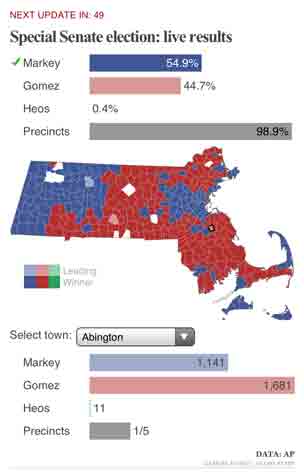 NEXT UPDATE IN: 49
Special Senate election: live results
Markey 54.9%
Gomez 44.7%
Heos 0.4%
Precincts 98.9%
Leading
Winner
Select town: Abington
Markey 1,141
Gomez 1,681
Heos 11
Precincts 1/5
DATA: AP